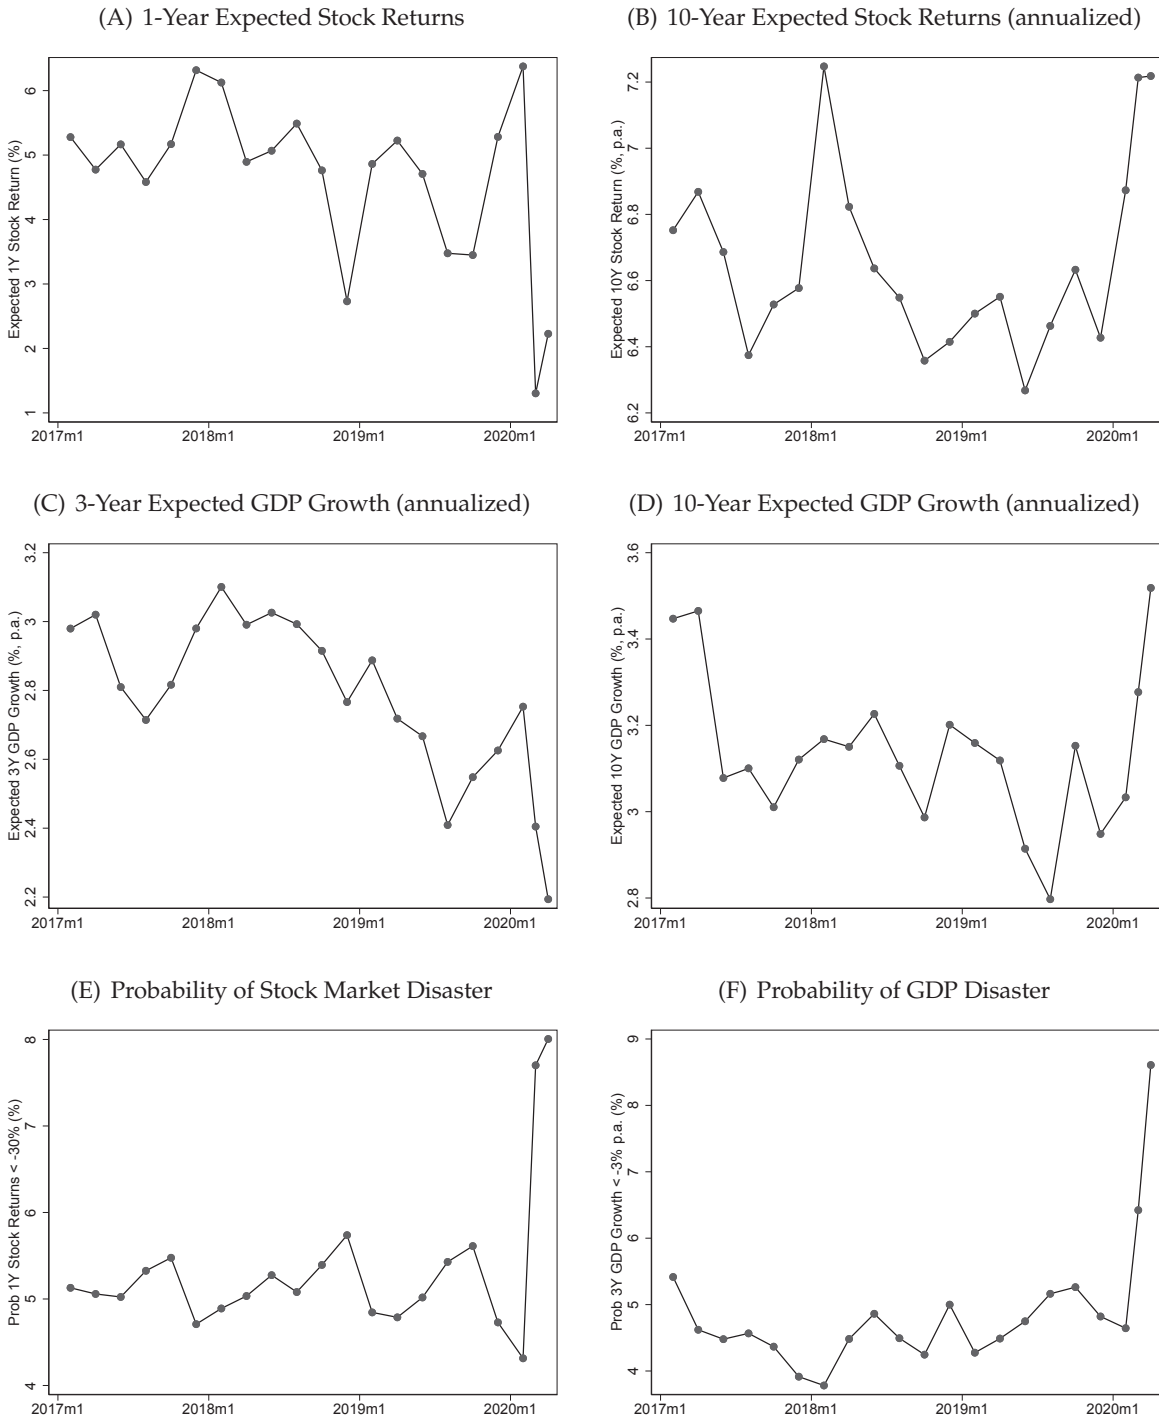 (A) 1-Year Expected Stock Returns
Expected 1Y Stock Return (%)
6
5
4
3
2
1
2017m1 2018m1 2019m1 2020m1
(B) 10-Year Expected Stock Returns (annualized)
Expected 10Y Stock Return (%, p.a.)
7.2
7
6.8
6.6
6.4
6.2
2017m1 2018m1 2019m1 2020m1
(C) 3-Year Expected GDP Growth (annualized)
Expected 3Y GDP Growth (%, p.a.)
3.2
3
2.8
2.6
2.4
2.2
2017m1 2018m1 2019m1 2020m1
(D) 10-Year Expected GDP Growth (annualized)
Expected 10Y GDP Growth (%, p.a.)
3.6
3.4
3.2
3
2.8
2017m1 2018m1 2019m1 2020m1
(E) Probability of Stock Market Disaster
Prob 1Y Stock Returns < -30% (%)
8
7
6
5
4
2017m1 2018m1 2019m1 2020m1
(F) Probability of GDP Disaster
Prob 3Y GDP Growth < -3% p.a. (%)
9
8
7
6
5
4
2017m1 2018m1 2019m1 2020m1